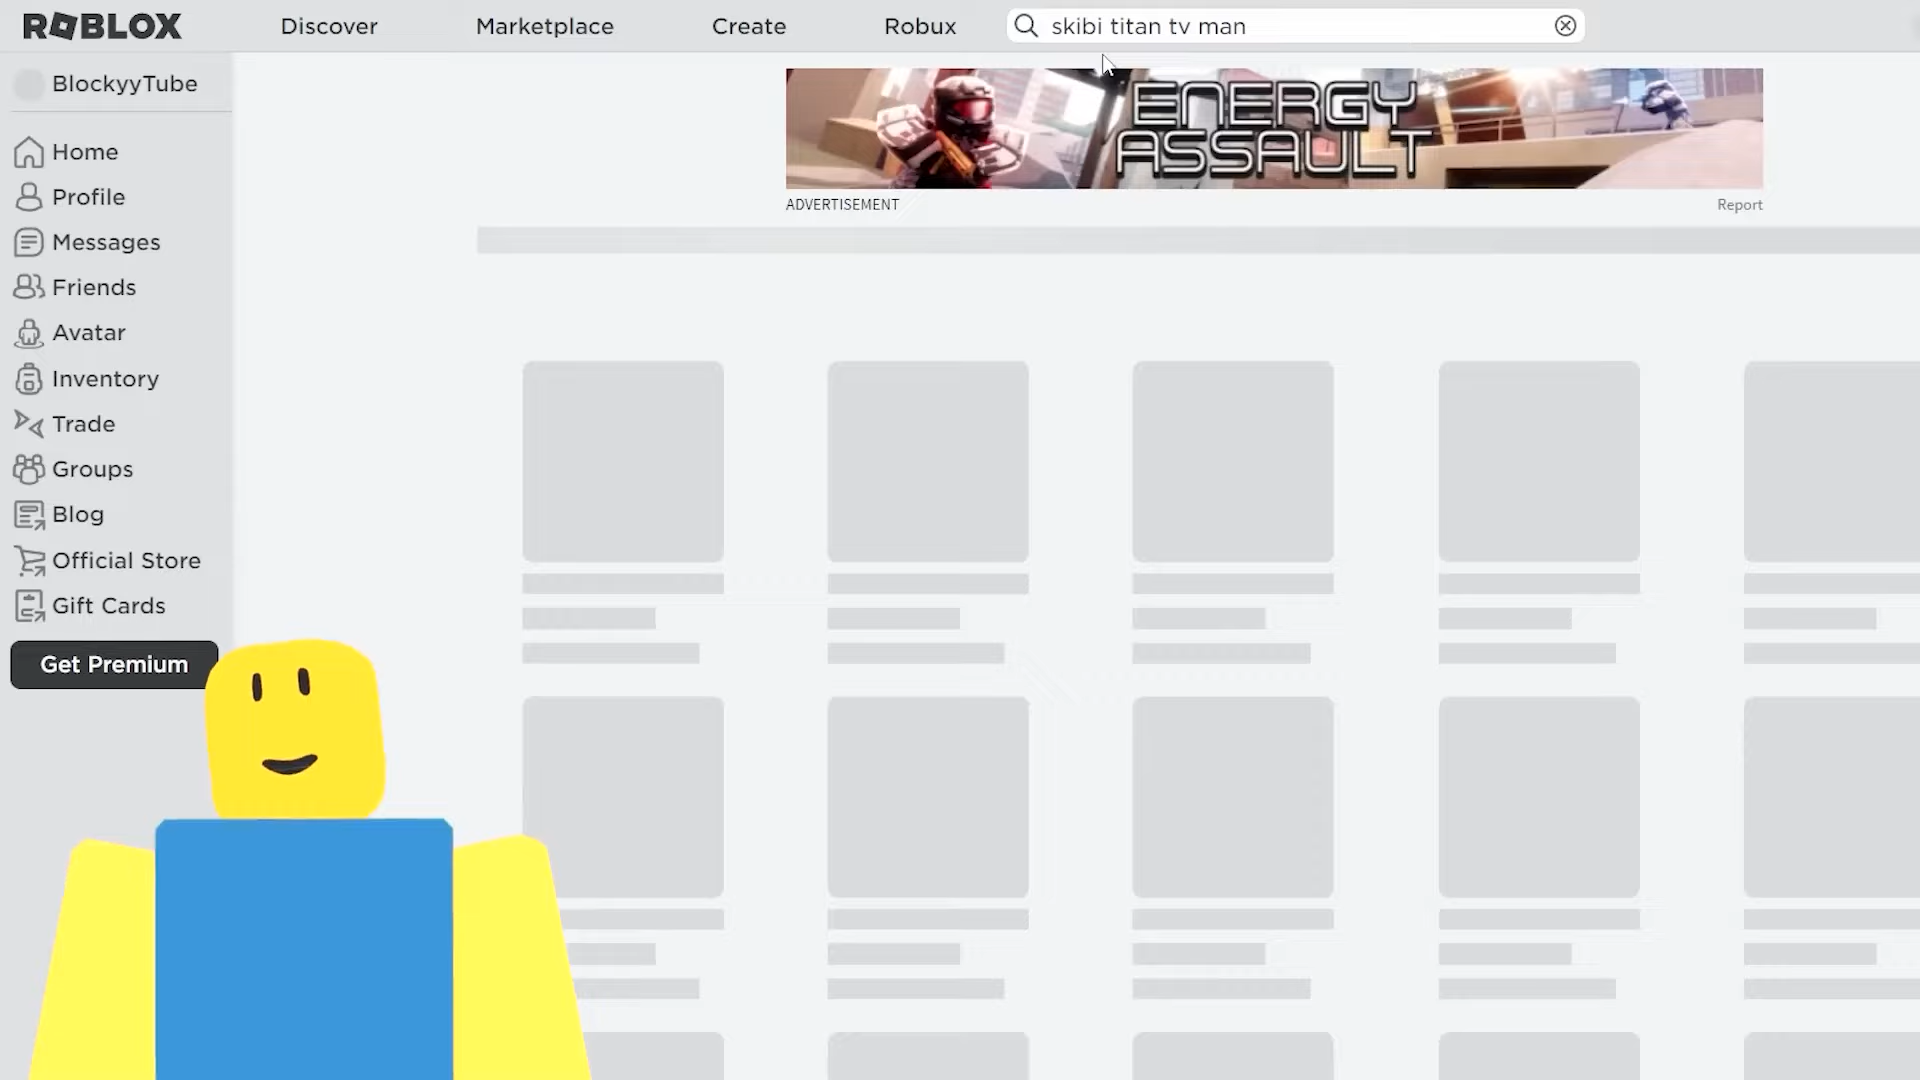 ROBLOX
Discover
Marketplace
Create
Robux
skibi titan tv man
BlockyyTube
Home
Profile
Messages
Friends
Avatar
Inventory
Trade
Groups
Blog
Official Store
Gift Cards
Get Premium
ENERGY
ASSAULT
ADVERTISEMENT
Report